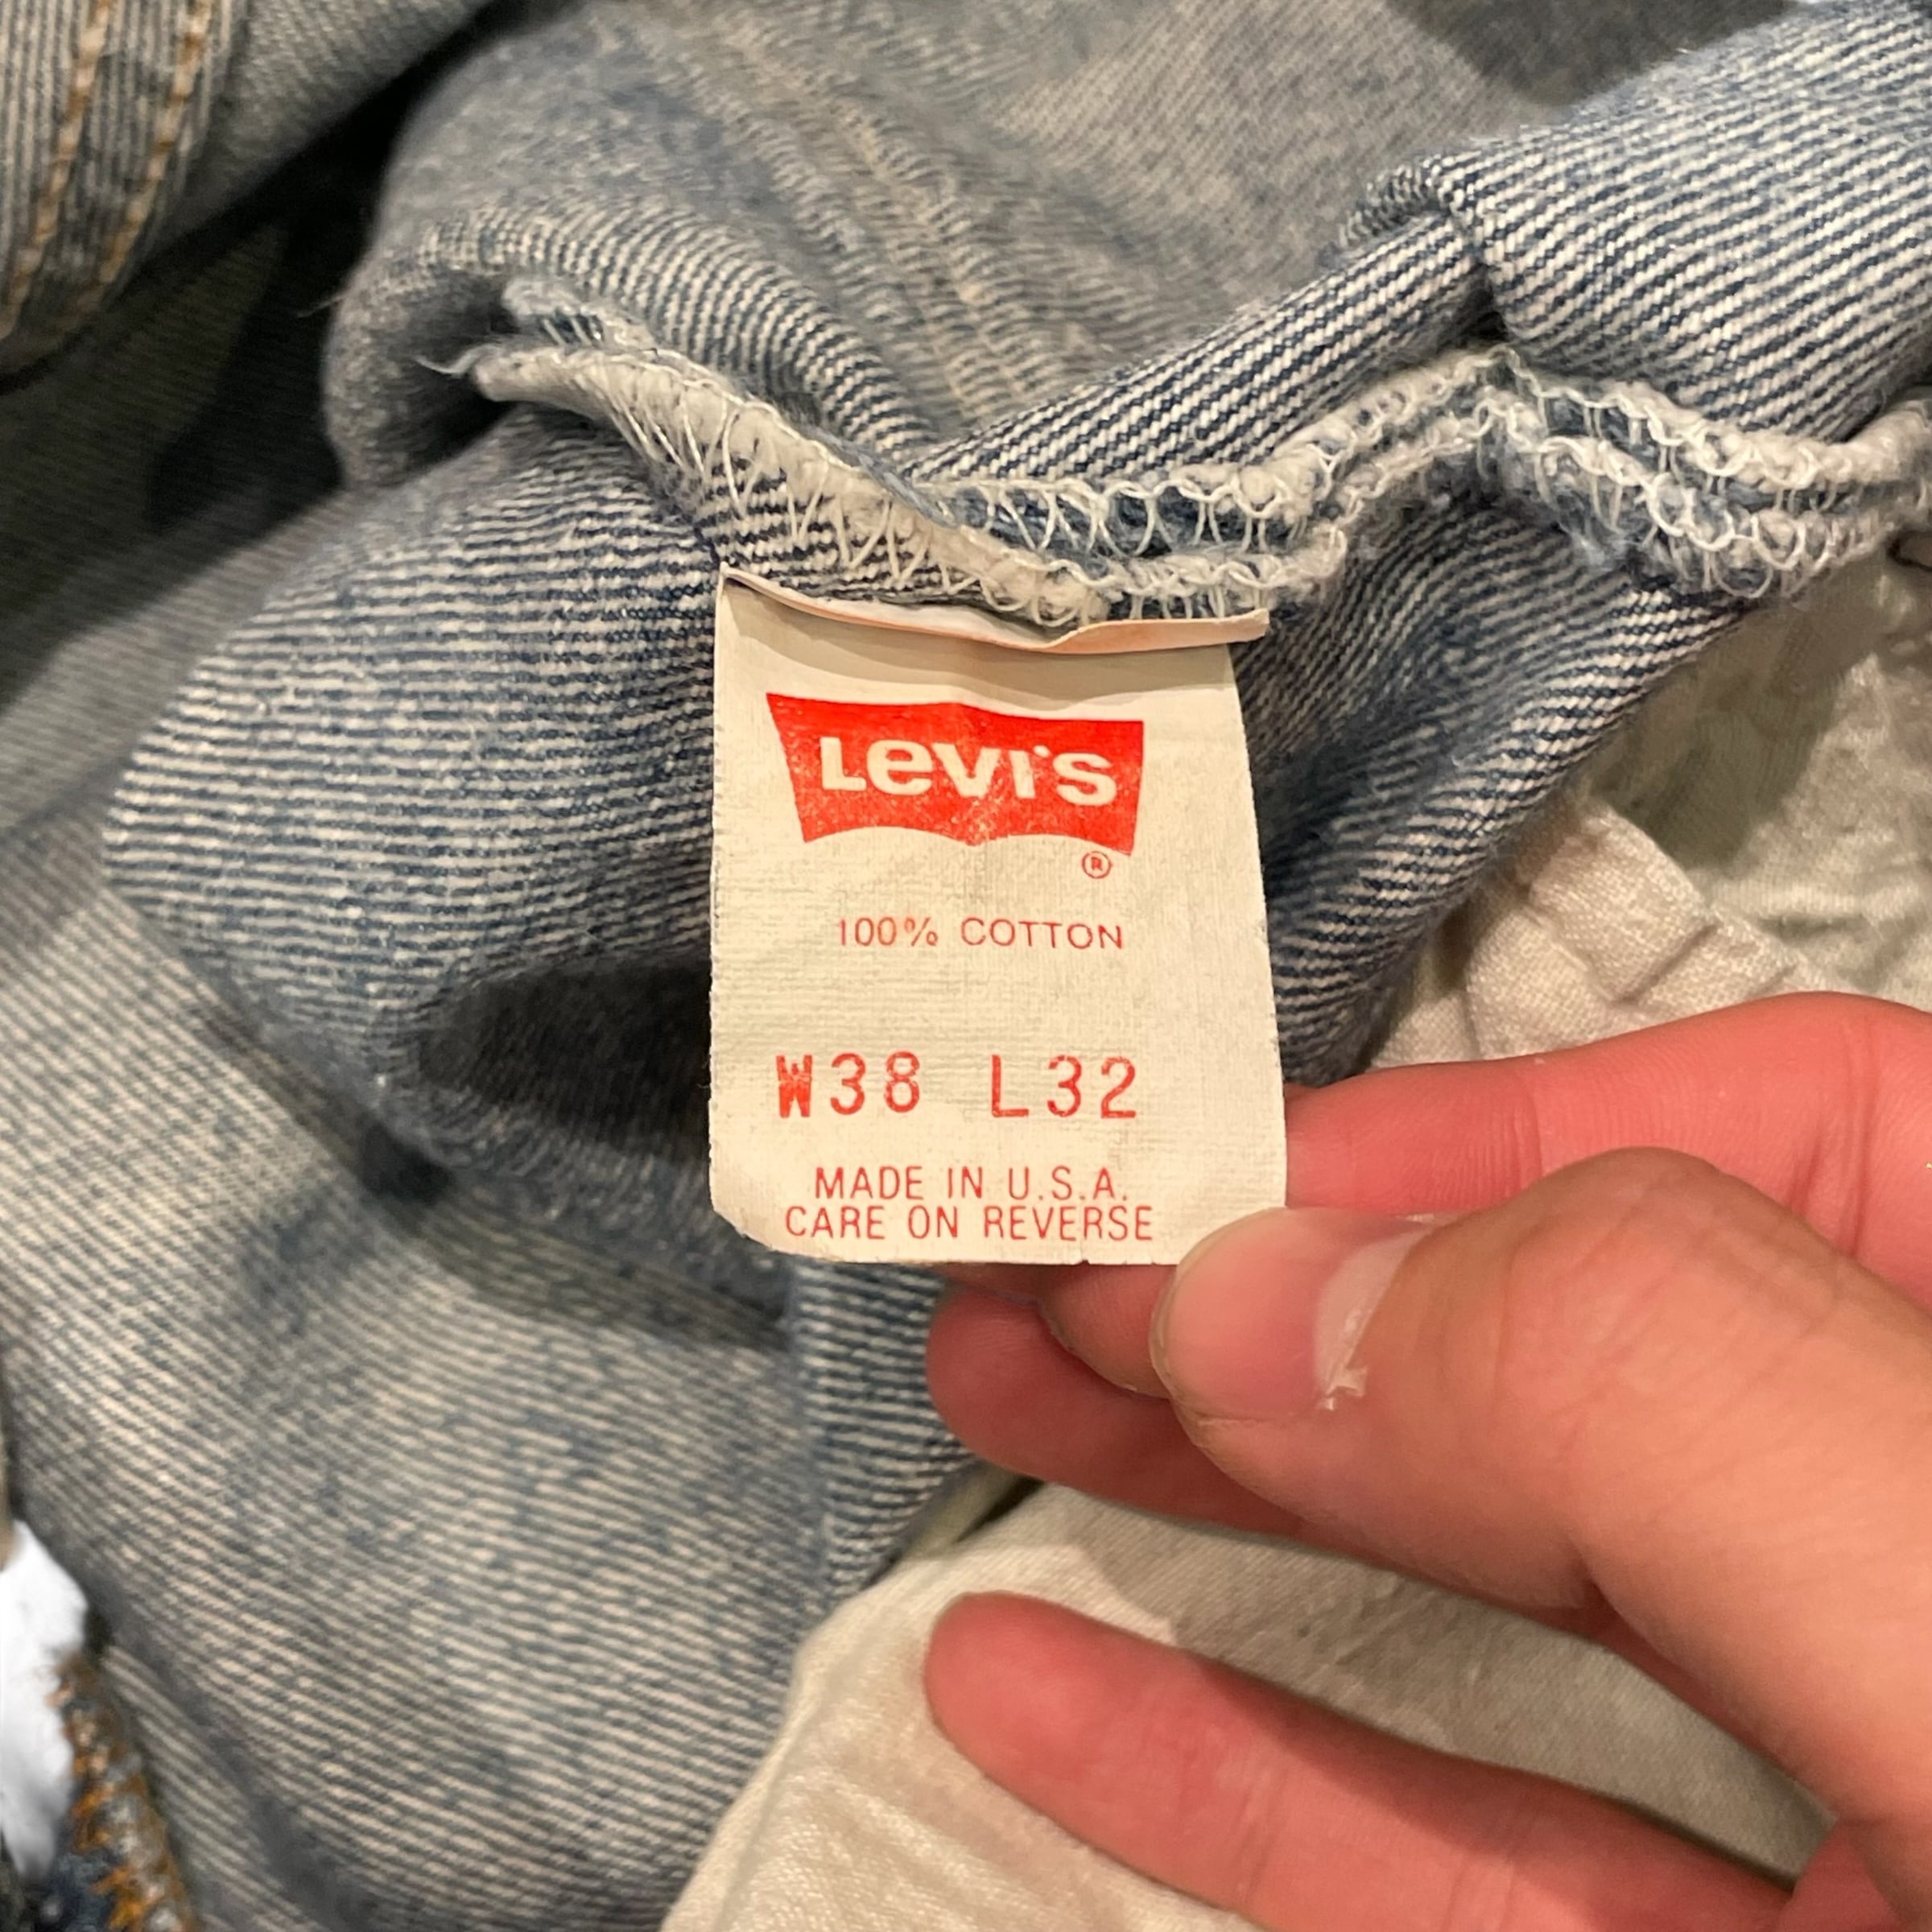 Levi's
®
100% COTTON
W38 L32
MADE IN U.S.A.
CARE ON REVERSE